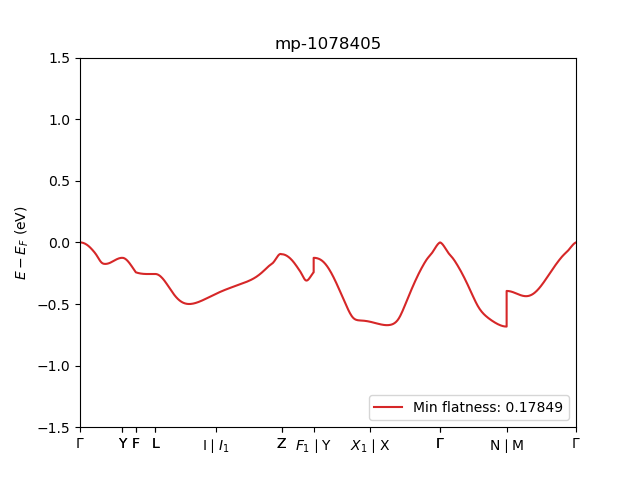 mp-1078405
1.5
1.0
0.5
0.0
−0.5
−1.0
−1.5
E − E_F (eV)
Min flatness: 0.17849
Γ Y F L I | I₁ Z F₁ | Y X₁ | X Γ N | M Γ